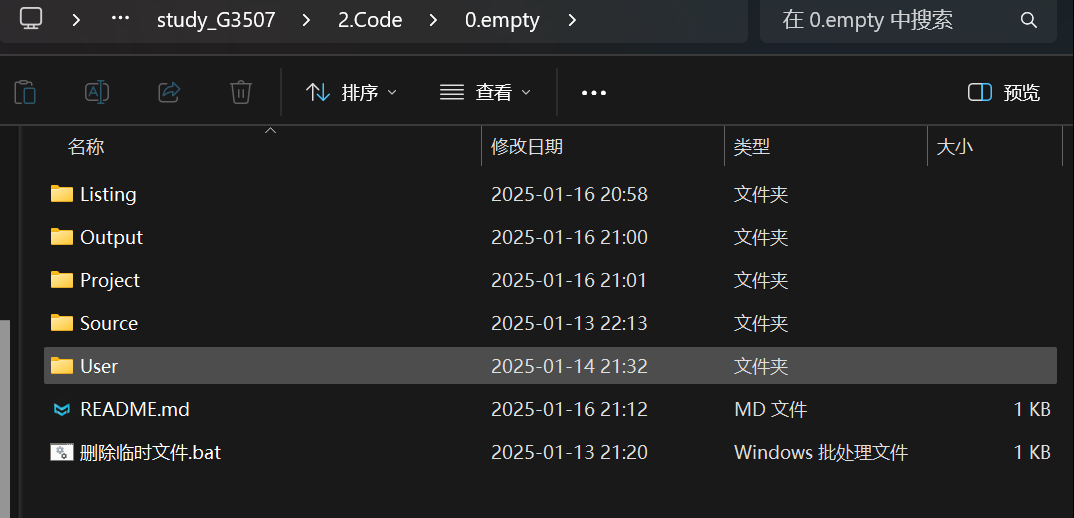 … study_G3507 2.Code 0.empty 在 0.empty 中搜索
排序 查看 … 预览
名称 修改日期 类型 大小
Listing 2025-01-16 20:58 文件夹
Output 2025-01-16 21:00 文件夹
Project 2025-01-16 21:01 文件夹
Source 2025-01-13 22:13 文件夹
User 2025-01-14 21:32 文件夹
README.md 2025-01-16 21:12 MD 文件 1 KB
删除临时文件.bat 2025-01-13 21:20 Windows 批处理文件 1 KB